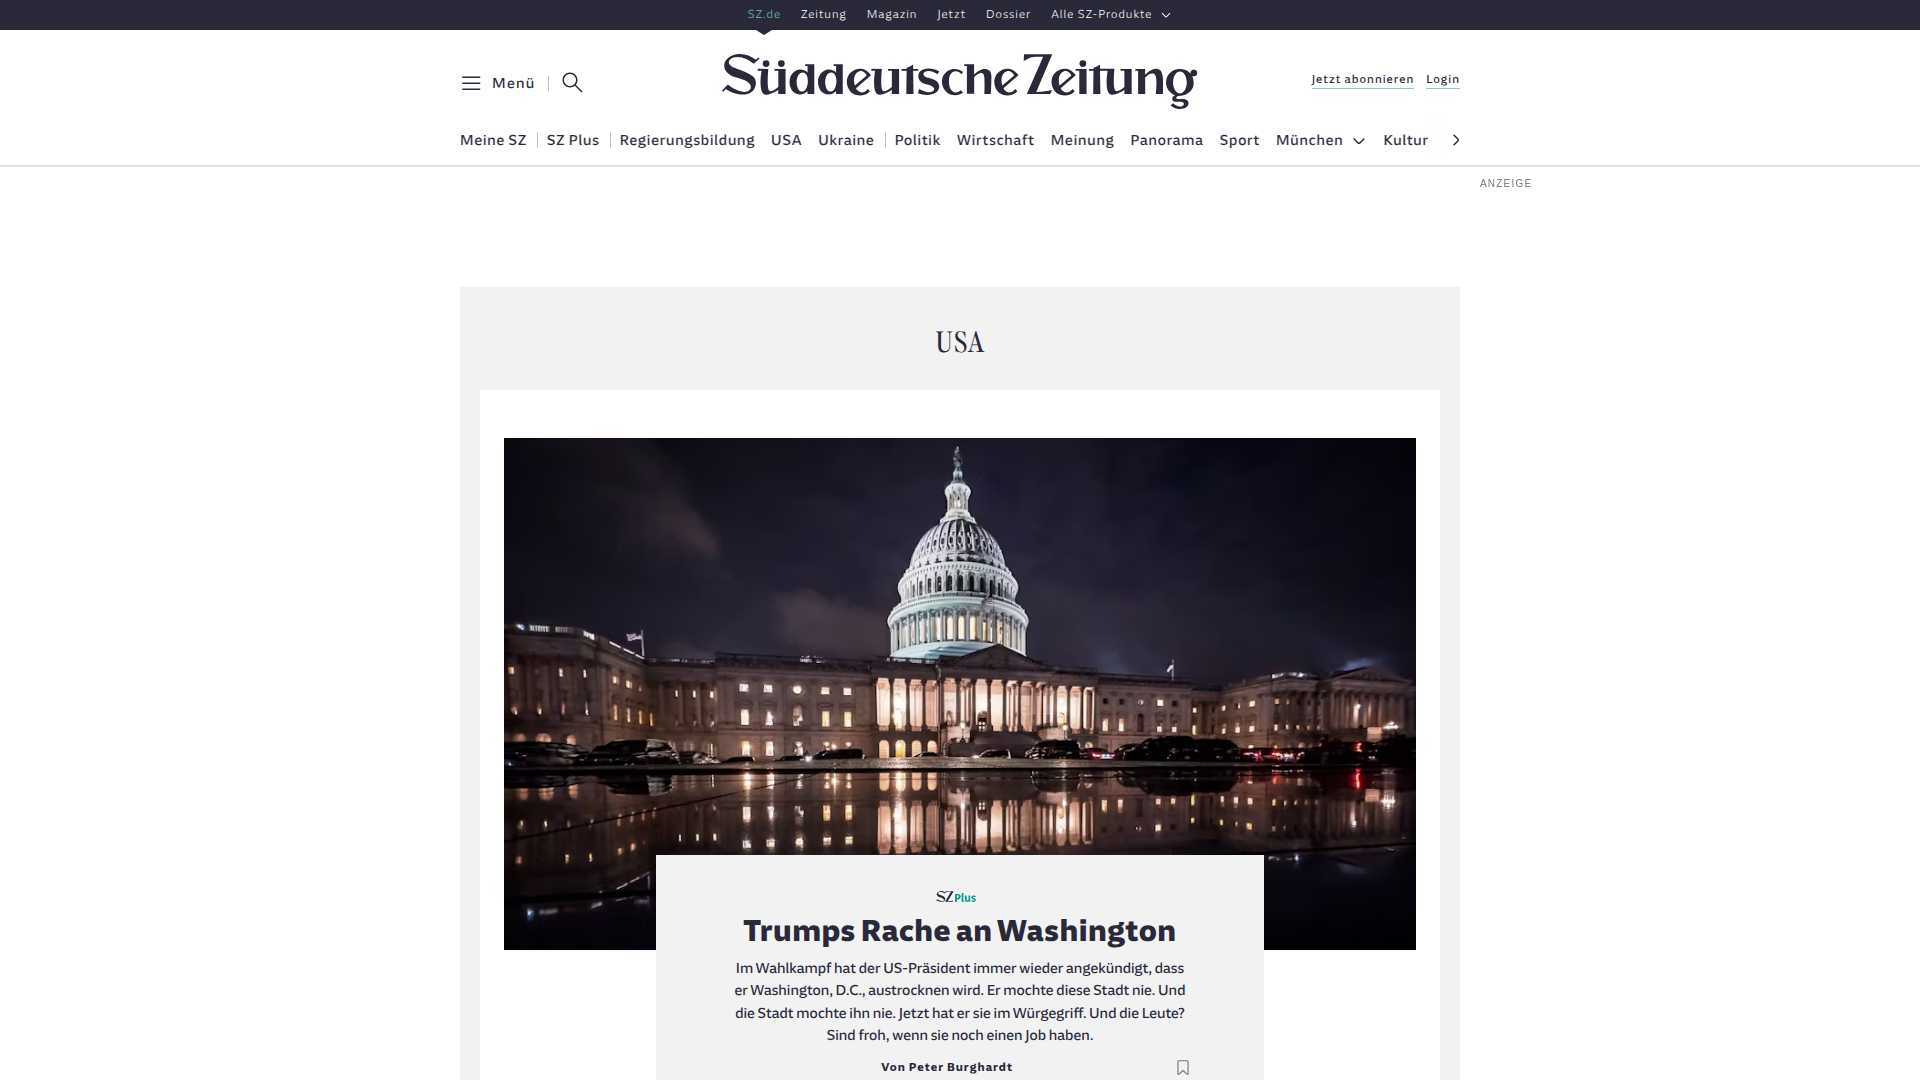 SZ.de Zeitung Magazin Jetzt Dossier Alle SZ-Produkte
Menü
Süddeutsche Zeitung
Jetzt abonnieren Login
Meine SZ SZ Plus Regierungsbildung USA Ukraine Politik Wirtschaft Meinung Panorama Sport München Kultur
ANZEIGE
USA
SZ Plus
Trumps Rache an Washington
Im Wahlkampf hat der US-Präsident immer wieder angekündigt, dass
er Washington, D.C., austrocknen wird. Er mochte diese Stadt nie. Und
die Stadt mochte ihn nie. Jetzt hat er sie im Würgegriff. Und die Leute?
Sind froh, wenn sie noch einen Job haben.
Von Peter Burghardt